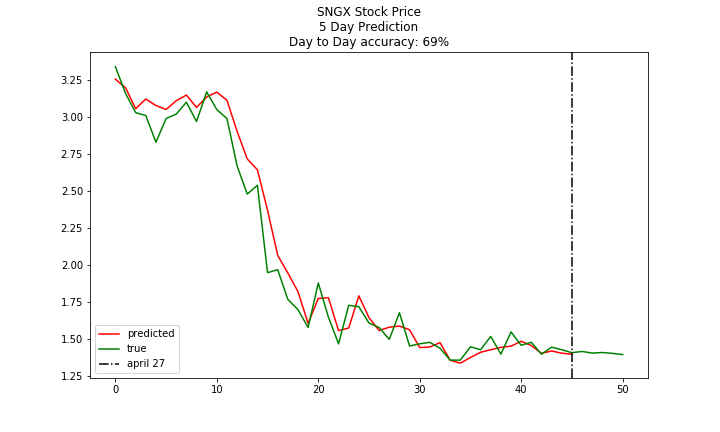 SNGX Stock Price
5 Day Prediction
Day to Day accuracy: 69%
3.25
3.00
2.75
2.50
2.25
2.00
1.75
1.50
1.25
predicted
true
april 27
0 10 20 30 40 50